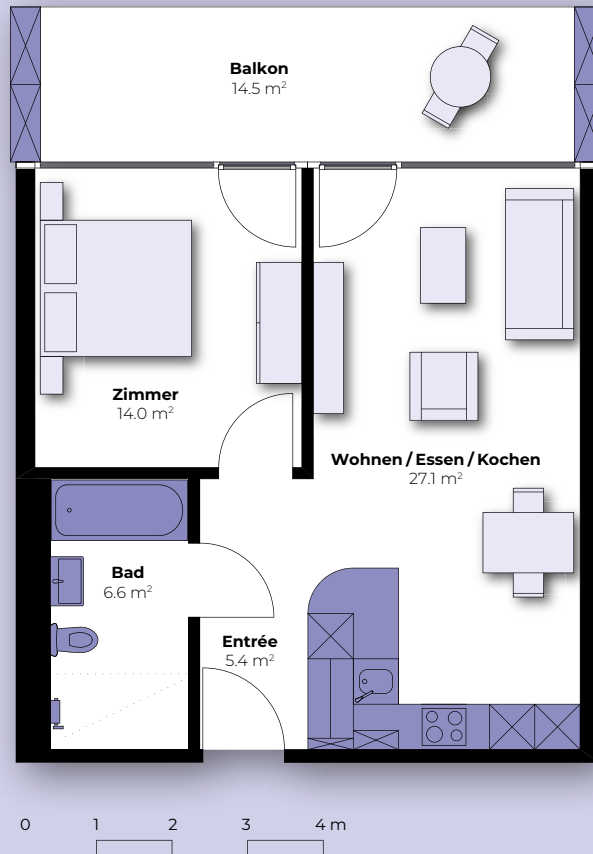 Balkon
14.5 m²
Zimmer
14.0 m²
Wohnen / Essen / Kochen
27.1 m²
Bad
6.6 m²
Entrée
5.4 m²
0 1 2 3 4 m